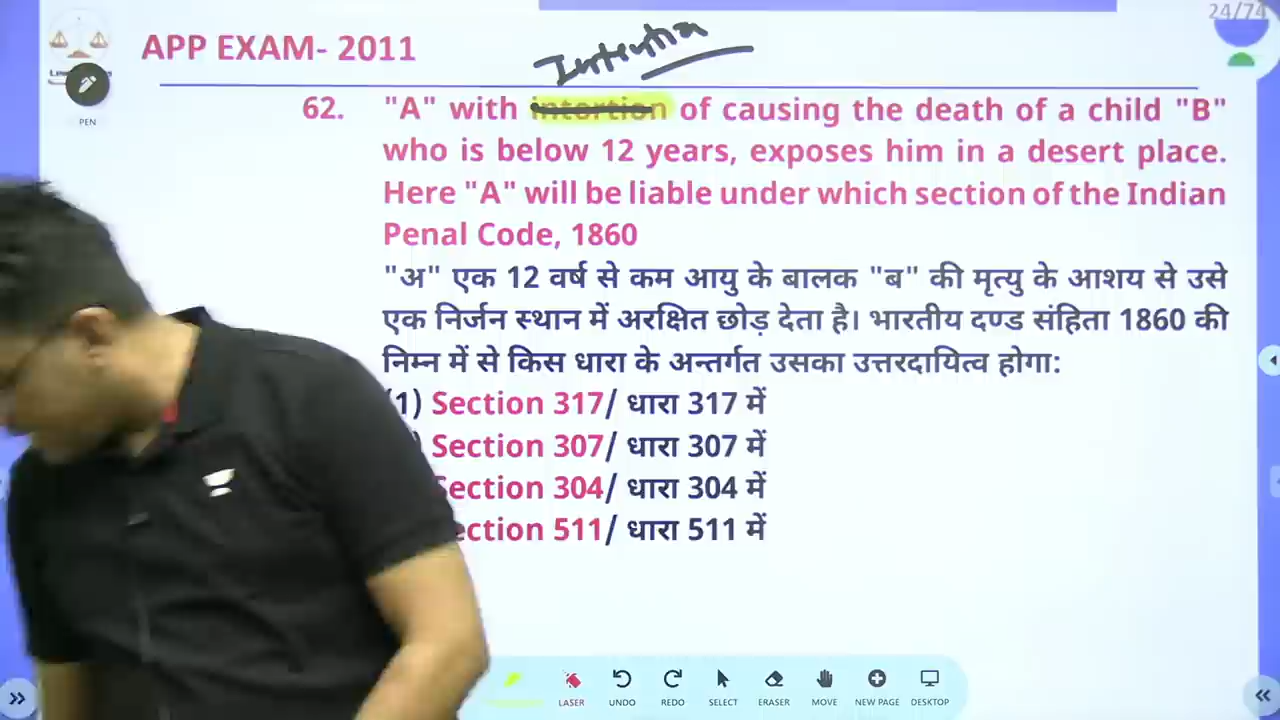 24/74
APP EXAM- 2011
Intention
PEN
62. "A" with intortion of causing the death of a child "B"
who is below 12 years, exposes him in a desert place.
Here "A" will be liable under which section of the Indian
Penal Code, 1860
"अ" एक 12 वर्ष से कम आयु के बालक "ब" की मृत्यु के आशय से उसे
एक निर्जन स्थान में अरक्षित छोड़ देता है। भारतीय दण्ड संहिता 1860 की
निम्न में से किस धारा के अन्तर्गत उसका उत्तरदायित्व होगा:
(1) Section 317/ धारा 317 में
) Section 307/ धारा 307 में
Section 304/ धारा 304 में
ection 511/ धारा 511 में
LASER UNDO REDO SELECT ERASER MOVE NEW PAGE DESKTOP